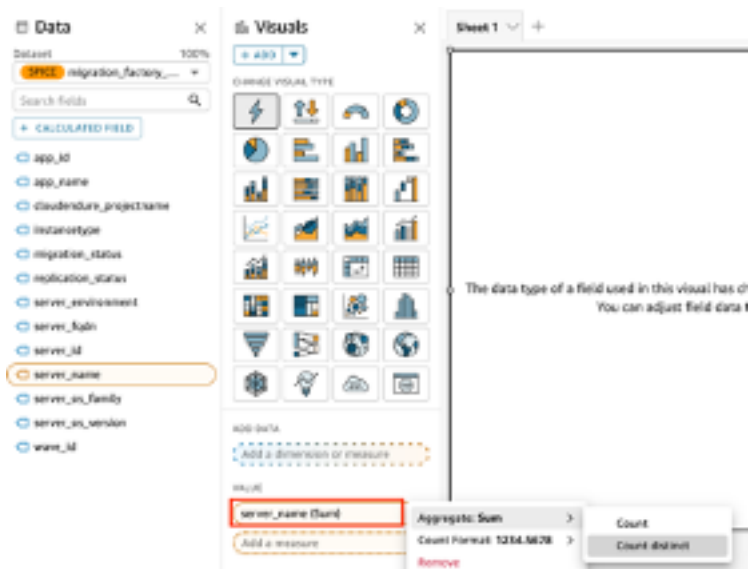 Data
Dataset 100%
SPICE migration_factory_...
Search fields
+ CALCULATED FIELD
app_id
app_name
cloudendure_projectname
instancetype
migration_status
replication_status
server_environment
server_fqdn
server_id
server_name
server_os_family
server_os_version
wave_id
Visuals
+ ADD
CHANGE VISUAL TYPE
ADD DATA
Add a dimension or measure
VALUE
server_name (Sum)
Add a measure
Sheet 1
The data type of a field used in this visual has ch
You can adjust field data t
Aggregate: Sum
Count Format: 1234.5678
Remove
Count
Count distinct